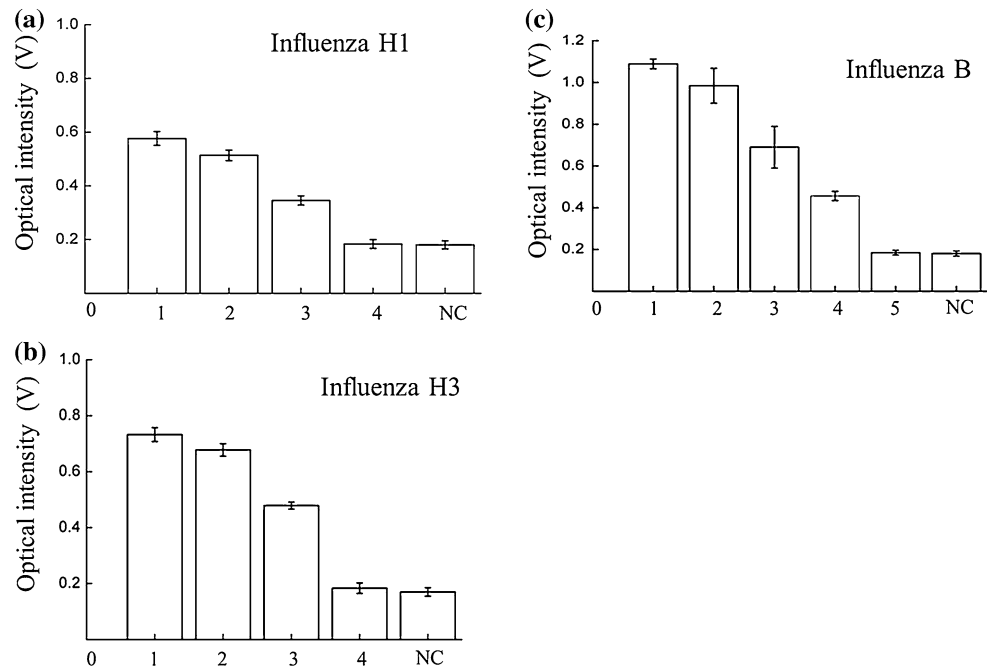 (a)
Influenza H1
Optical intensity (V)
1.0
0.8
0.6
0.4
0.2
0 1 2 3 4 NC
(b)
Influenza H3
Optical intensity (V)
1.0
0.8
0.6
0.4
0.2
0 1 2 3 4 NC
(c)
Influenza B
Optical intensity (V)
1.2
1.0
0.8
0.6
0.4
0.2
0 1 2 3 4 5 NC